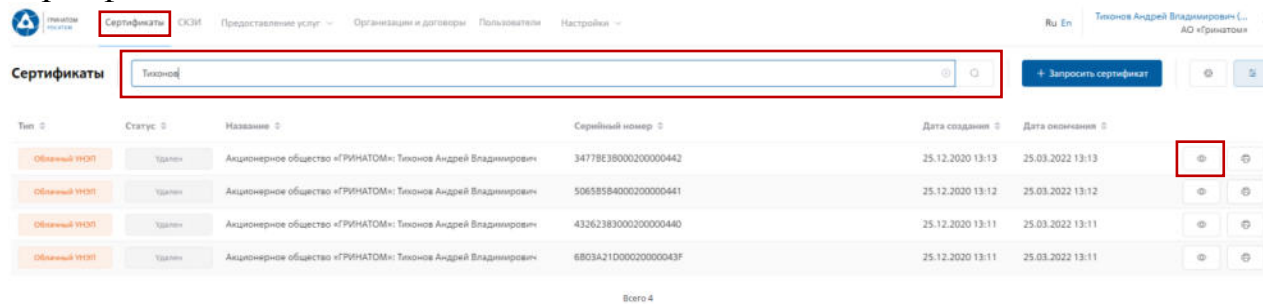 ГРИНАТОМ
РОСАТОМ
Сертификаты СКЗИ Предоставление услуг Организации и договоры Пользователи Настройки Ru En Тихонов Андрей Владимирович (...
АО «Гринатом»
Сертификаты Тихонов + Запросить сертификат
Тип Статус Название Серийный номер Дата создания Дата окончания
Облачный УНЭП Удален Акционерное общество «ГРИНАТОМ»: Тихонов Андрей Владимирович 3477BE3B000200000442 25.12.2020 13:13 25.03.2022 13:13
Облачный УНЭП Удален Акционерное общество «ГРИНАТОМ»: Тихонов Андрей Владимирович 5065B5B4000200000441 25.12.2020 13:12 25.03.2022 13:12
Облачный УНЭП Удален Акционерное общество «ГРИНАТОМ»: Тихонов Андрей Владимирович 43262383000200000440 25.12.2020 13:11 25.03.2022 13:11
Облачный УНЭП Удален Акционерное общество «ГРИНАТОМ»: Тихонов Андрей Владимирович 6B03A21D00020000043F 25.12.2020 13:11 25.03.2022 13:11
Всего 4